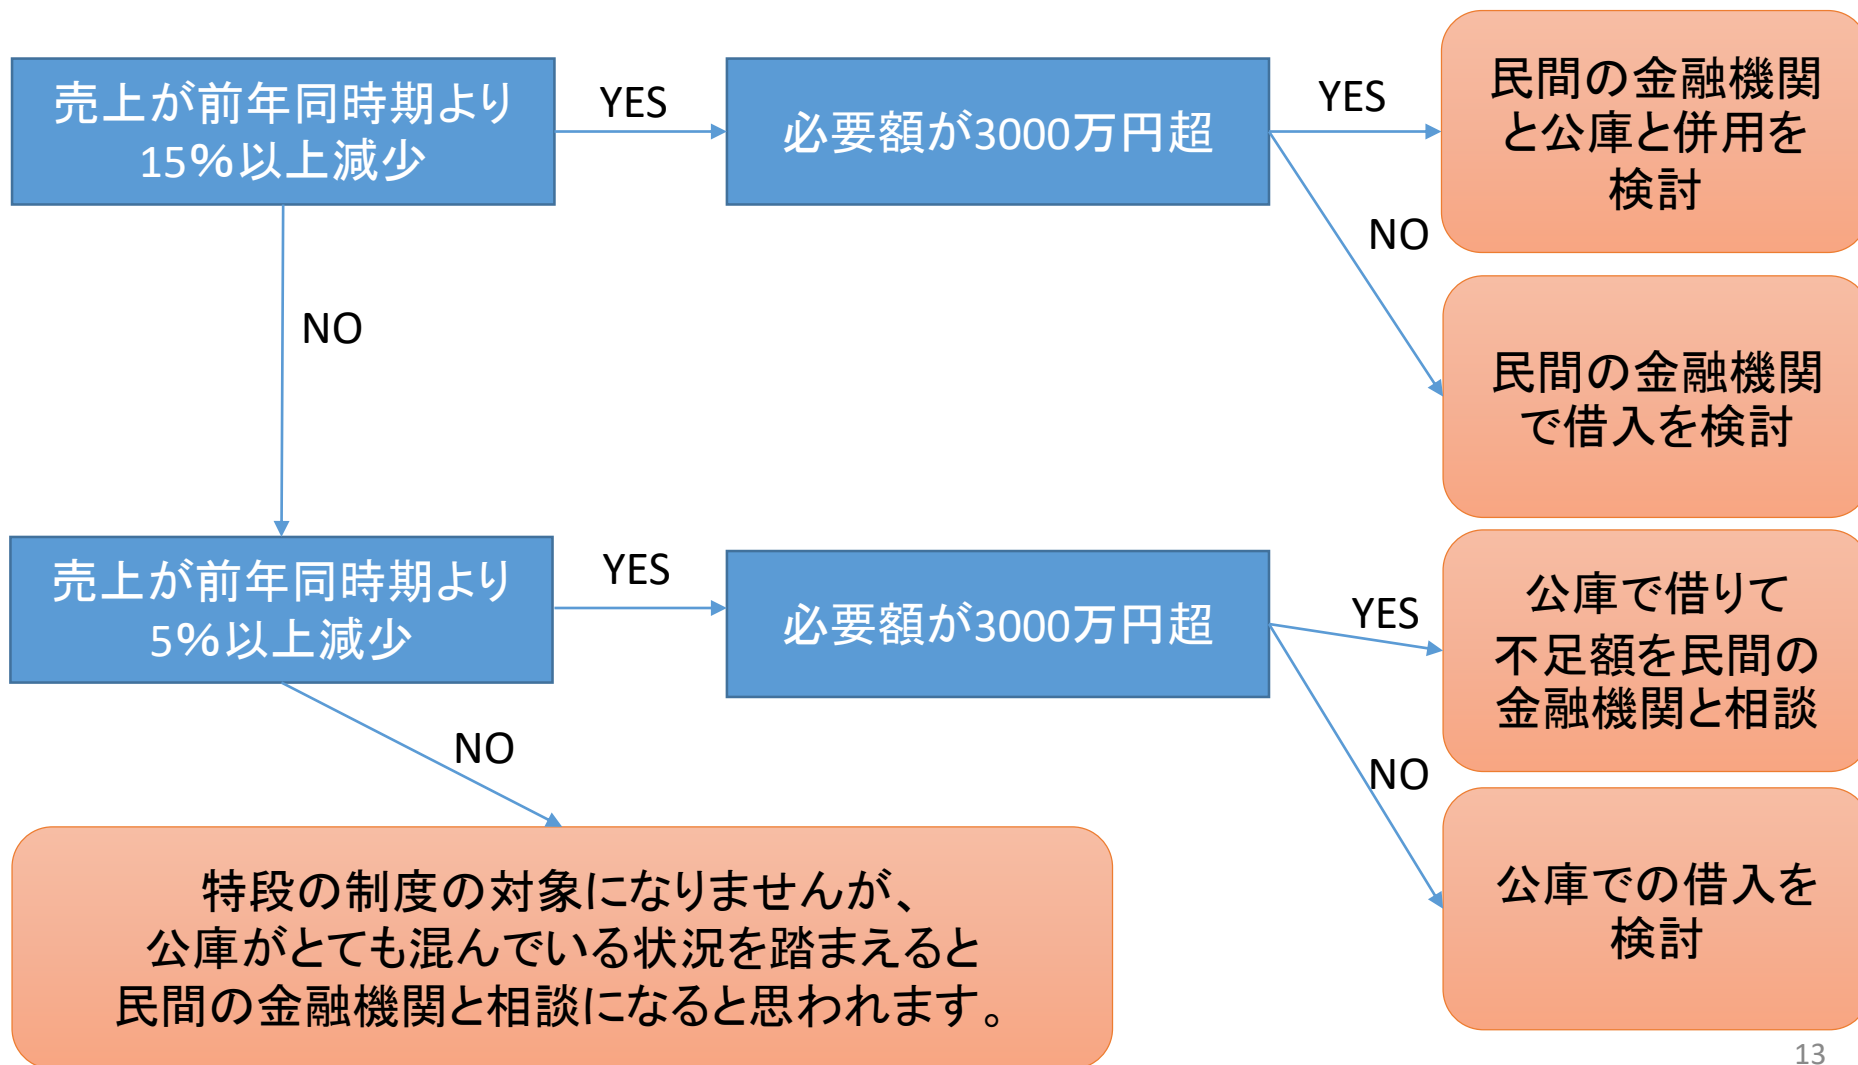 売上が前年同時期より
15%以上減少
YES
必要額が3000万円超
YES
民間の金融機関
と公庫と併用を
検討
NO
民間の金融機関
で借入を検討
NO
売上が前年同時期より
5%以上減少
YES
必要額が3000万円超
YES
公庫で借りて
不足額を民間の
金融機関と相談
NO
公庫での借入を
検討
NO
特段の制度の対象になりませんが、
公庫がとても混んでいる状況を踏まえると
民間の金融機関と相談になると思われます。
13